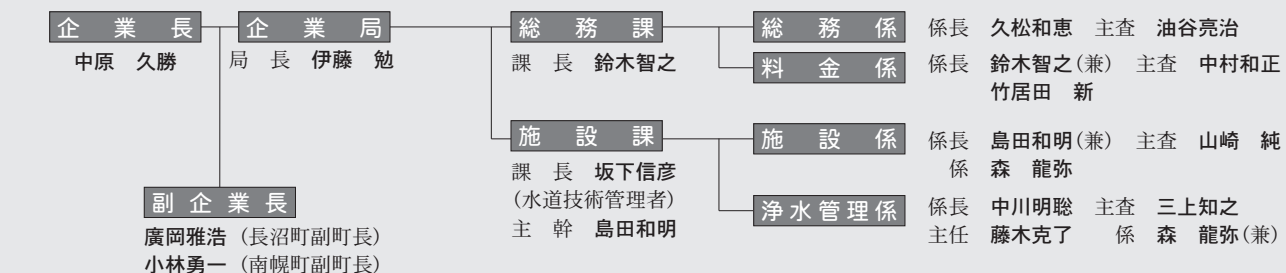 企業長
中原 久勝
副企業長
廣岡雅浩 (長沼町副町長)
小林勇一 (南幌町副町長)
企業局
局長 伊藤 勉
総務課
課長 鈴木智之
総務係 係長 久松和恵 主査 油谷亮治
料金係 係長 鈴木智之(兼) 主査 中村和正
竹居田 新
施設課
課長 坂下信彦
(水道技術管理者)
主幹 島田和明
施設係 係長 島田和明(兼) 主査 山崎 純
係 森 龍弥
浄水管理係 係長 中川明聡 主査 三上知之
主任 藤木克了 係 森 龍弥(兼)